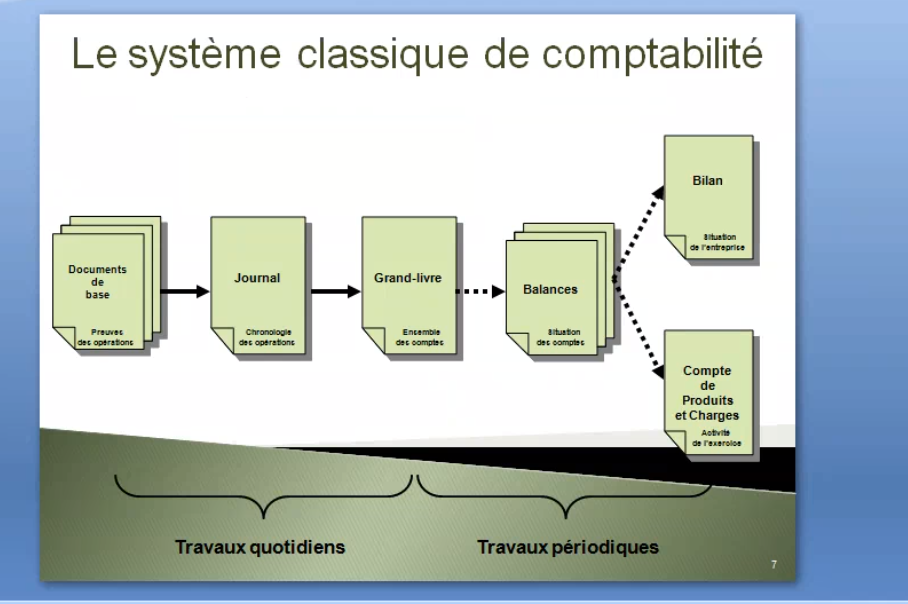 Le système classique de comptabilité
Documents
de
base
Preuves
des opérations
Journal
Chronologie
des opérations
Grand-livre
Ensemble
des comptes
Balances
Situation
des comptes
Bilan
Situation
de l'entreprise
Compte
de
Produits
et Charges
Activité
de l'exercice
Travaux quotidiens
Travaux périodiques
7